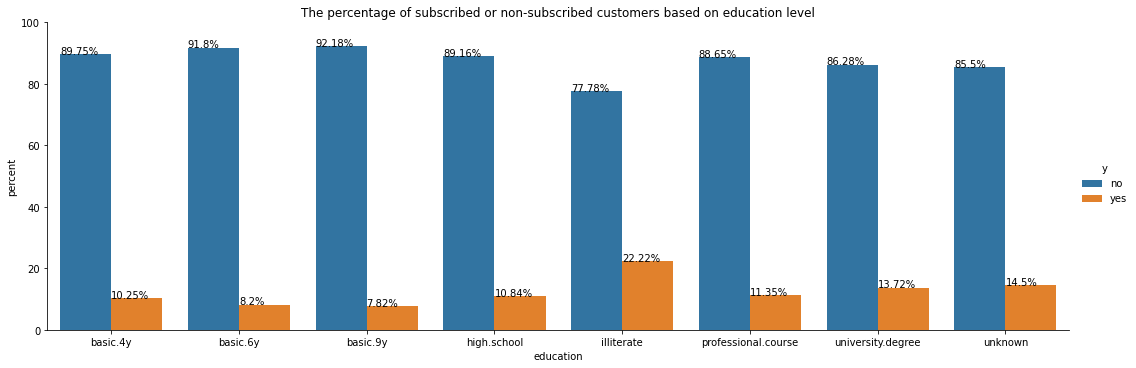 The percentage of subscribed or non-subscribed customers based on education level
100
80
60
40
20
0
percent
89.75%
10.25%
91.8%
8.2%
92.18%
7.82%
89.16%
10.84%
77.78%
22.22%
88.65%
11.35%
86.28%
13.72%
85.5%
14.5%
basic.4y
basic.6y
basic.9y
high.school
illiterate
professional.course
university.degree
unknown
education
y
no
yes